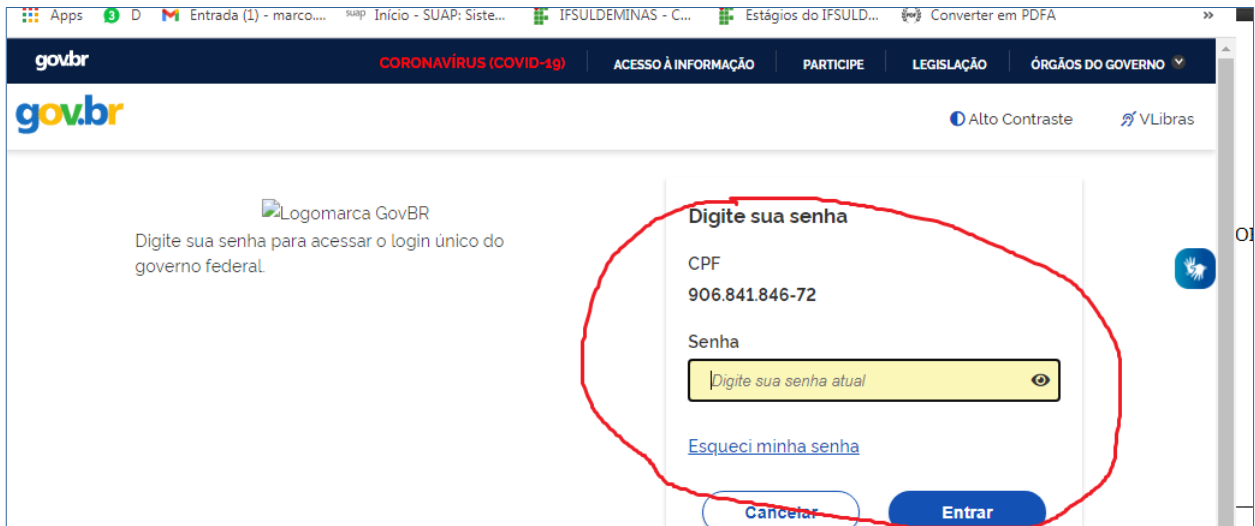 Apps 3 D Entrada (1) - marco.... suap Início - SUAP: Siste... IFSULDEMINAS - C... Estágios do IFSULD... Converter em PDFA »
gov.br CORONAVÍRUS (COVID-19) ACESSO À INFORMAÇÃO PARTICIPE LEGISLAÇÃO ÓRGÃOS DO GOVERNO
gov.br Alto Contraste VLibras
Logomarca GovBR
Digite sua senha para acessar o login único do
governo federal.
Digite sua senha
CPF
906.841.846-72
Senha
Digite sua senha atual
Esqueci minha senha
Cancelar Entrar